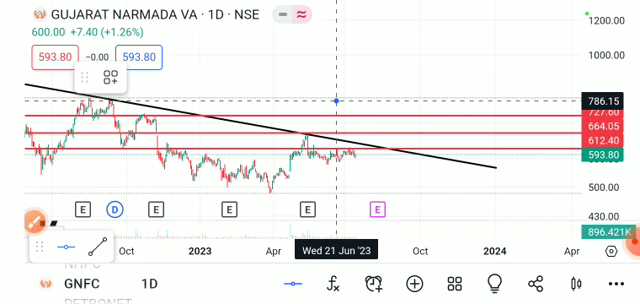 GUJARAT NARMADA VA · 1D · NSE
600.00 +7.40 (+1.26%)
593.80 −0.00 593.80
1200.00
1000.00
786.15
727.00
664.05
612.40
593.80
500.00
430.00
896.421K
E D E E E E
Oct 2023 Apr Wed 21 Jun '23 Oct 2024 Apr
GNFC 1D
PETRONET